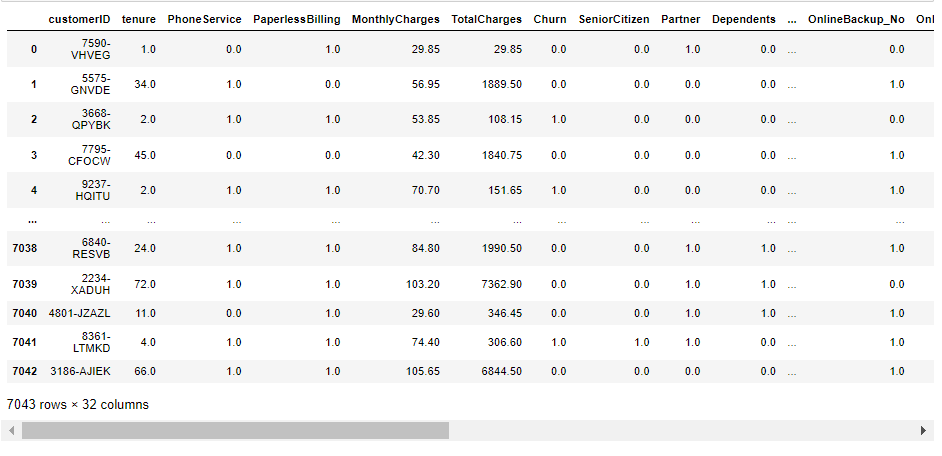 customerID tenure PhoneService PaperlessBilling MonthlyCharges TotalCharges Churn SeniorCitizen Partner Dependents ... OnlineBackup_No Onl
0 7590-VHVEG 1.0 0.0 1.0 29.85 29.85 0.0 0.0 1.0 0.0 ... 0.0
1 5575-GNVDE 34.0 1.0 0.0 56.95 1889.50 0.0 0.0 0.0 0.0 ... 1.0
2 3668-QPYBK 2.0 1.0 1.0 53.85 108.15 1.0 0.0 0.0 0.0 ... 0.0
3 7795-CFOCW 45.0 0.0 0.0 42.30 1840.75 0.0 0.0 0.0 0.0 ... 1.0
4 9237-HQITU 2.0 1.0 1.0 70.70 151.65 1.0 0.0 0.0 0.0 ... 1.0
... ... ... ... ... ... ... ... ... ... ... ... ...
7038 6840-RESVB 24.0 1.0 1.0 84.80 1990.50 0.0 0.0 1.0 1.0 ... 1.0
7039 2234-XADUH 72.0 1.0 1.0 103.20 7362.90 0.0 0.0 1.0 1.0 ... 0.0
7040 4801-JZAZL 11.0 0.0 1.0 29.60 346.45 0.0 0.0 1.0 1.0 ... 1.0
7041 8361-LTMKD 4.0 1.0 1.0 74.40 306.60 1.0 1.0 1.0 0.0 ... 1.0
7042 3186-AJIEK 66.0 1.0 1.0 105.65 6844.50 0.0 0.0 0.0 0.0 ... 1.0
7043 rows × 32 columns